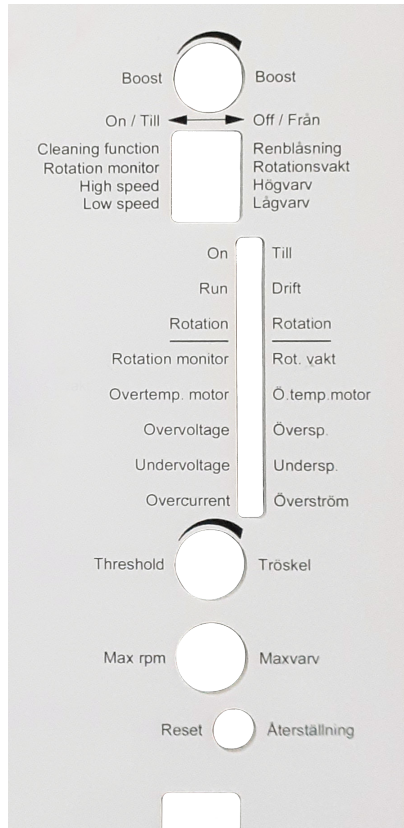 Boost Boost
On / Till Off / Från
Cleaning function Renblåsning
Rotation monitor Rotationsvakt
High speed Högvarv
Low speed Lågvarv
On Till
Run Drift
Rotation Rotation
Rotation monitor Rot. vakt
Overtemp. motor Ö.temp.motor
Overvoltage Översp.
Undervoltage Undersp.
Overcurrent Överström
Threshold Tröskel
Max rpm Maxvarv
Reset Återställning